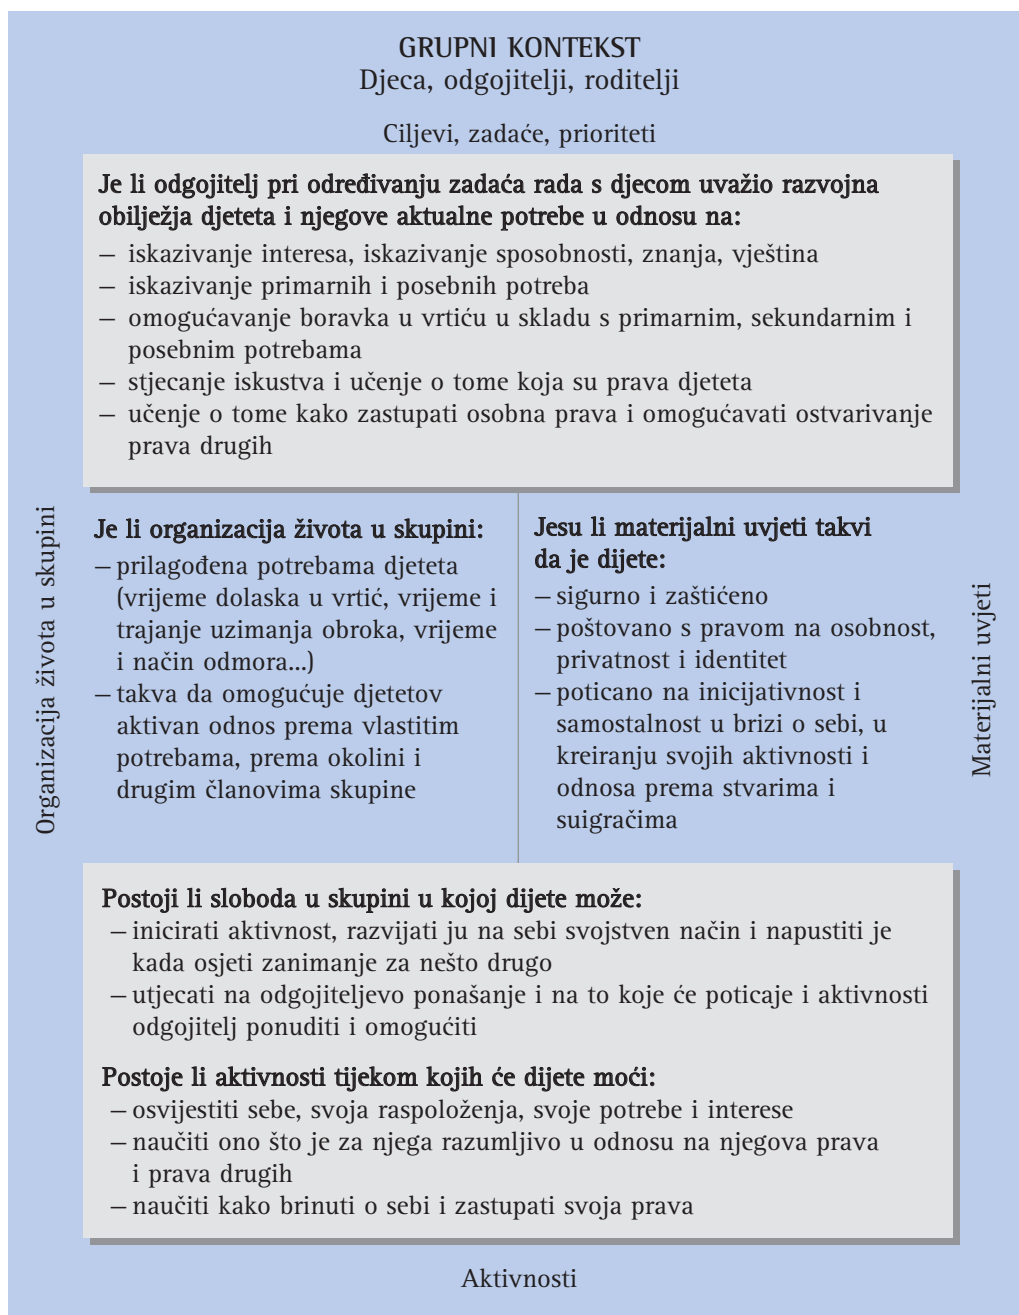 GRUPNI KONTEKST
Djeca, odgojitelji, roditelji
Ciljevi, zadaće, prioriteti
Je li odgojitelj pri određivanju zadaća rada s djecom uvažio razvojna
obilježja djeteta i njegove aktualne potrebe u odnosu na:
– iskazivanje interesa, iskazivanje sposobnosti, znanja, vještina
– iskazivanje primarnih i posebnih potreba
– omogućavanje boravka u vrtiću u skladu s primarnim, sekundarnim i
posebnim potrebama
– stjecanje iskustva i učenje o tome koja su prava djeteta
– učenje o tome kako zastupati osobna prava i omogućavati ostvarivanje
prava drugih
Organizacija života u skupini
Je li organizacija života u skupini:
– prilagođena potrebama djeteta
(vrijeme dolaska u vrtić, vrijeme i
trajanje uzimanja obroka, vrijeme
i način odmora...)
– takva da omogućuje djetetov
aktivan odnos prema vlastitim
potrebama, prema okolini i
drugim članovima skupine
Jesu li materijalni uvjeti takvi
da je dijete:
– sigurno i zaštićeno
– poštovano s pravom na osobnost,
privatnost i identitet
– poticano na inicijativnost i
samostalnost u brizi o sebi, u
kreiranju svojih aktivnosti i
odnosa prema stvarima i
suigračima
Materijalni uvjeti
Postoji li sloboda u skupini u kojoj dijete može:
– inicirati aktivnost, razvijati ju na sebi svojstven način i napustiti je
kada osjeti zanimanje za nešto drugo
– utjecati na odgojiteljevo ponašanje i na to koje će poticaje i aktivnosti
odgojitelj ponuditi i omogućiti
Postoje li aktivnosti tijekom kojih će dijete moći:
– osvijestiti sebe, svoja raspoloženja, svoje potrebe i interese
– naučiti ono što je za njega razumljivo u odnosu na njegova prava
i prava drugih
– naučiti kako brinuti o sebi i zastupati svoja prava
Aktivnosti